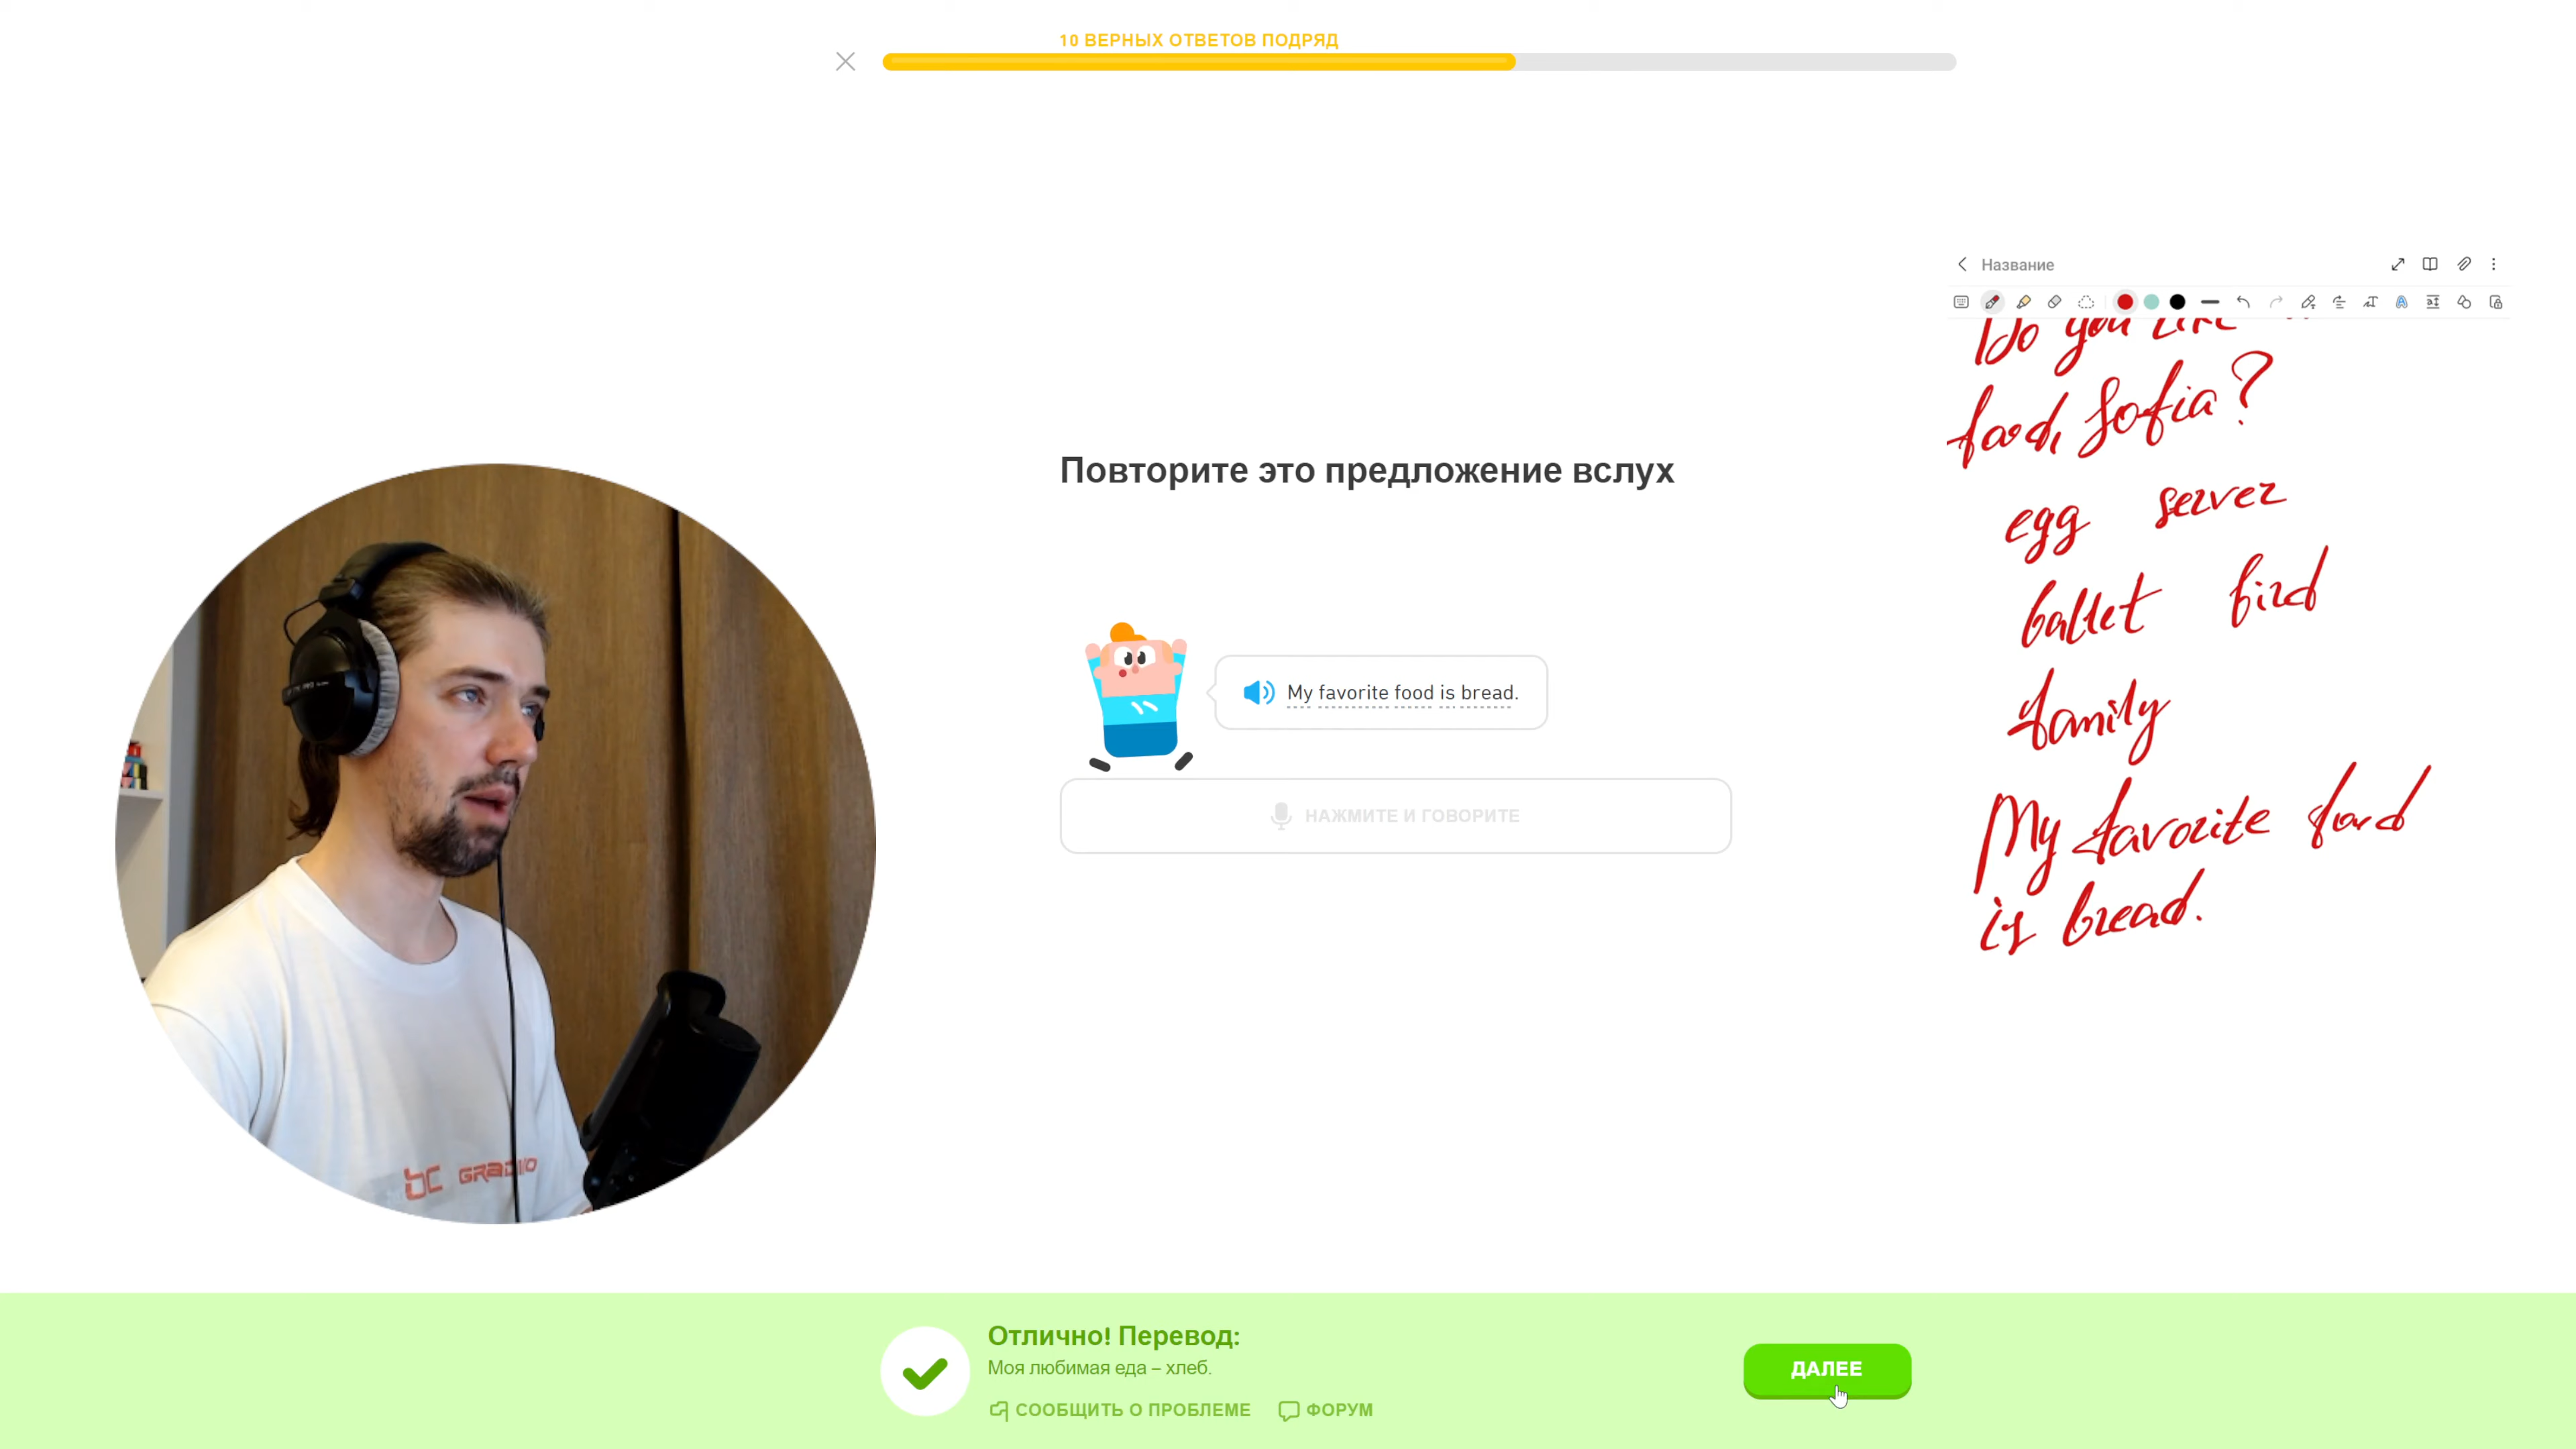 10 ВЕРНЫХ ОТВЕТОВ ПОДРЯД
Название
Do you like
food, Sofia?
Повторите это предложение вслух
egg server
ballet bird
family
My favorite food is bread.
НАЖМИТЕ И ГОВОРИТЕ
My favorite food
is bread.
Отлично! Перевод:
Моя любимая еда – хлеб.
ДАЛЕЕ
СООБЩИТЬ О ПРОБЛЕМЕ
ФОРУМ